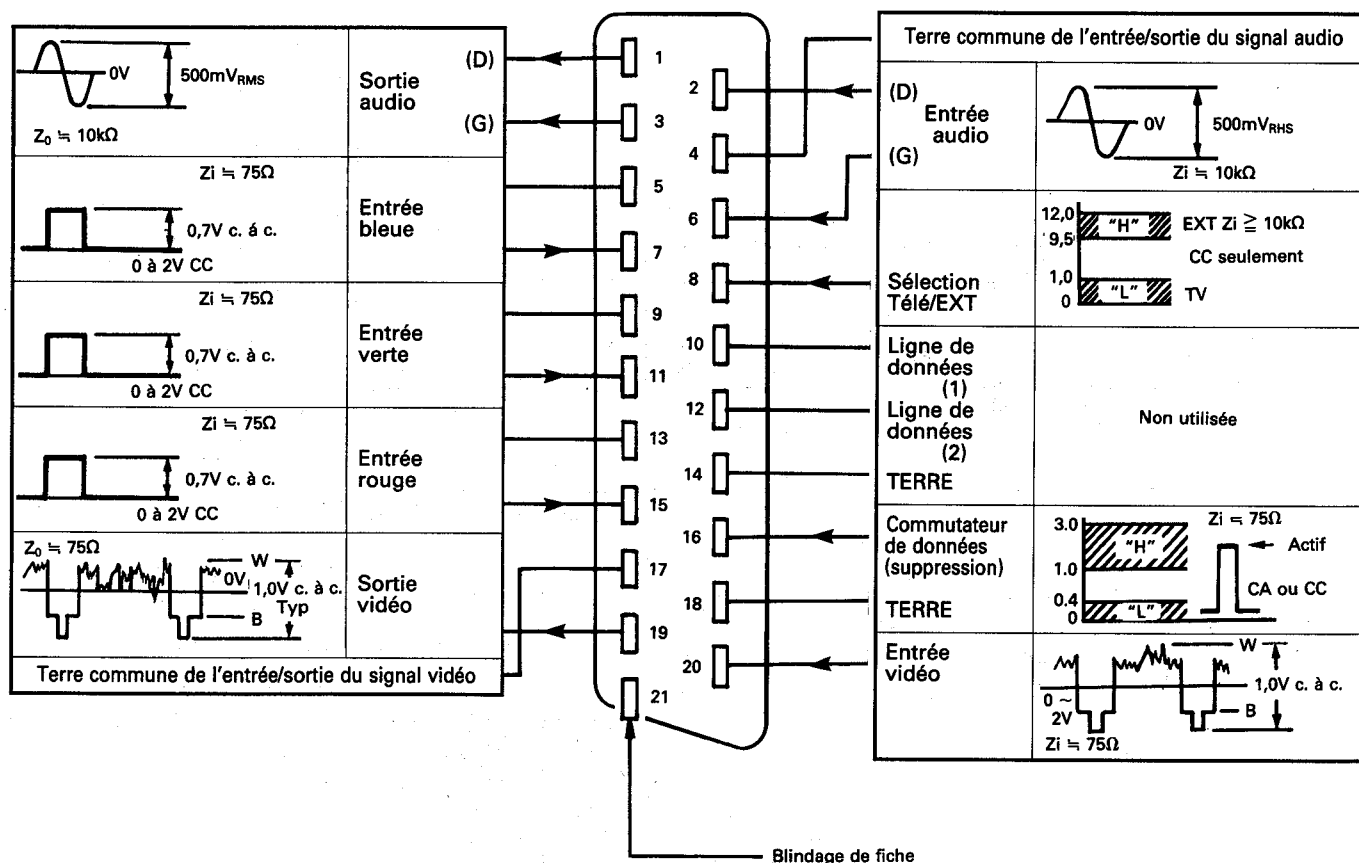 0V
500mVRMS
Z₀ ≒ 10kΩ
Sortie
audio
(D)
(G)
Zi ≒ 75Ω
0,7V c. á c.
0 à 2V CC
Entrée
bleue
Zi ≒ 75Ω
0,7V c. à c.
0 à 2V CC
Entrée
verte
Zi ≒ 75Ω
0,7V c. à c.
0 à 2V CC
Entrée
rouge
Z₀ ≒ 75Ω
W
0V
1,0V c. à c.
Typ
B
Sortie
vidéo
Terre commune de l'entrée/sortie du signal vidéo
1
2
3
4
5
6
7
8
9
10
11
12
13
14
15
16
17
18
19
20
21
Blindage de fiche
Terre commune de l'entrée/sortie du signal audio
(D)
Entrée
audio
(G)
0V
500mVRHS
Zi ≒ 10kΩ
Sélection
Télé/EXT
12,0
"H"
EXT Zi ≧ 10kΩ
9,5
CC seulement
1,0
"L"
TV
0
Ligne de
données
(1)
Ligne de
données
(2)
TERRE
Non utilisée
Commutateur
de données
(suppression)
TERRE
3.0
"H"
1.0
0.4
"L"
0
Zi ≒ 75Ω
Actif
CA ou CC
Entrée
vidéo
W
1,0V c. à c.
0 ~
2V
B
Zi ≒ 75Ω